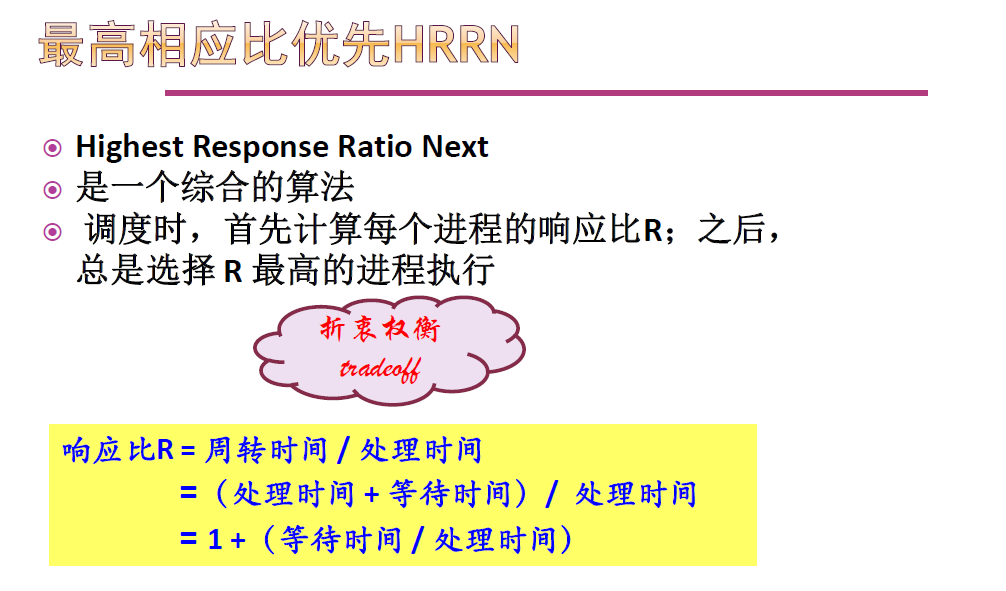 最高相应比优先HRRN
Highest Response Ratio Next
是一个综合的算法
调度时，首先计算每个进程的响应比R；之后，
总是选择 R 最高的进程执行
折衷权衡
tradeoff
响应比R = 周转时间 / 处理时间
=（处理时间 + 等待时间）/ 处理时间
= 1 +（等待时间 / 处理时间）